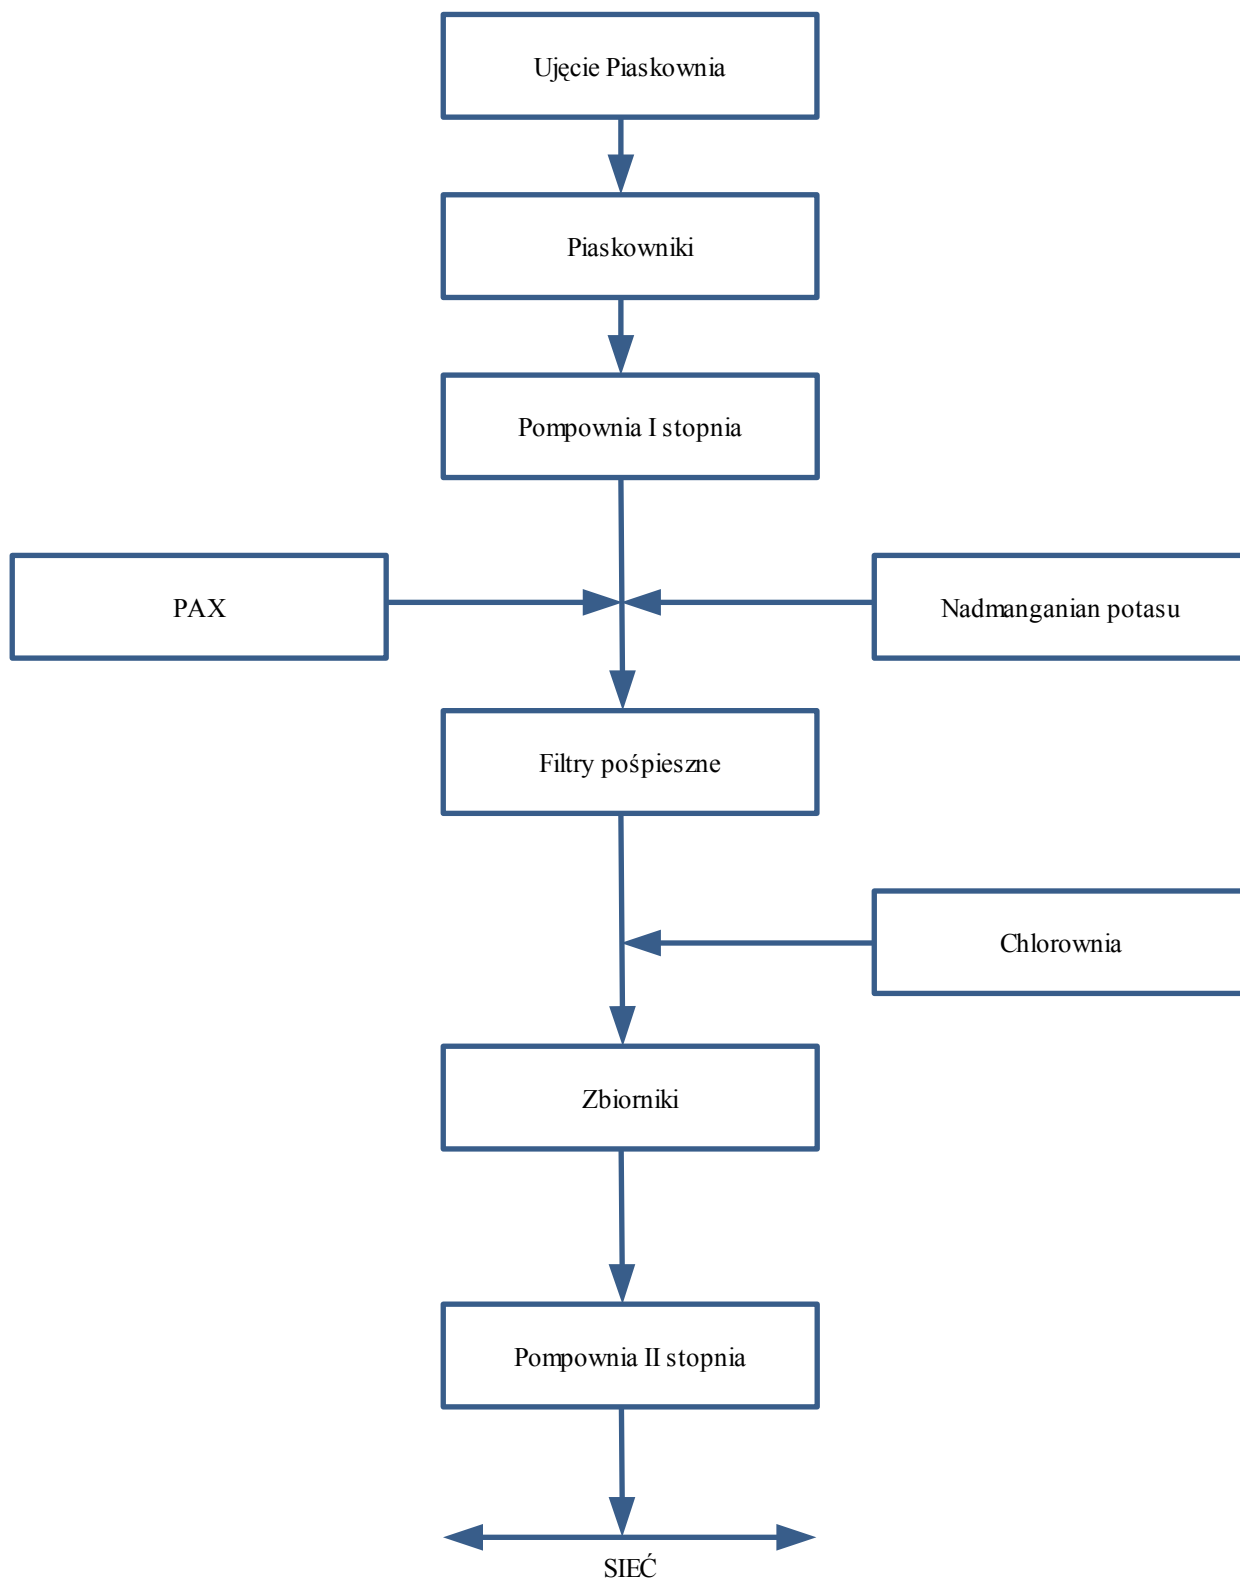 Ujęcie Piaskownia
Piaskowniki
Pompownia I stopnia
PAX
Nadmanganian potasu
Filtry pośpieszne
Chlorownia
Zbiorniki
Pompownia II stopnia
SIEĆ